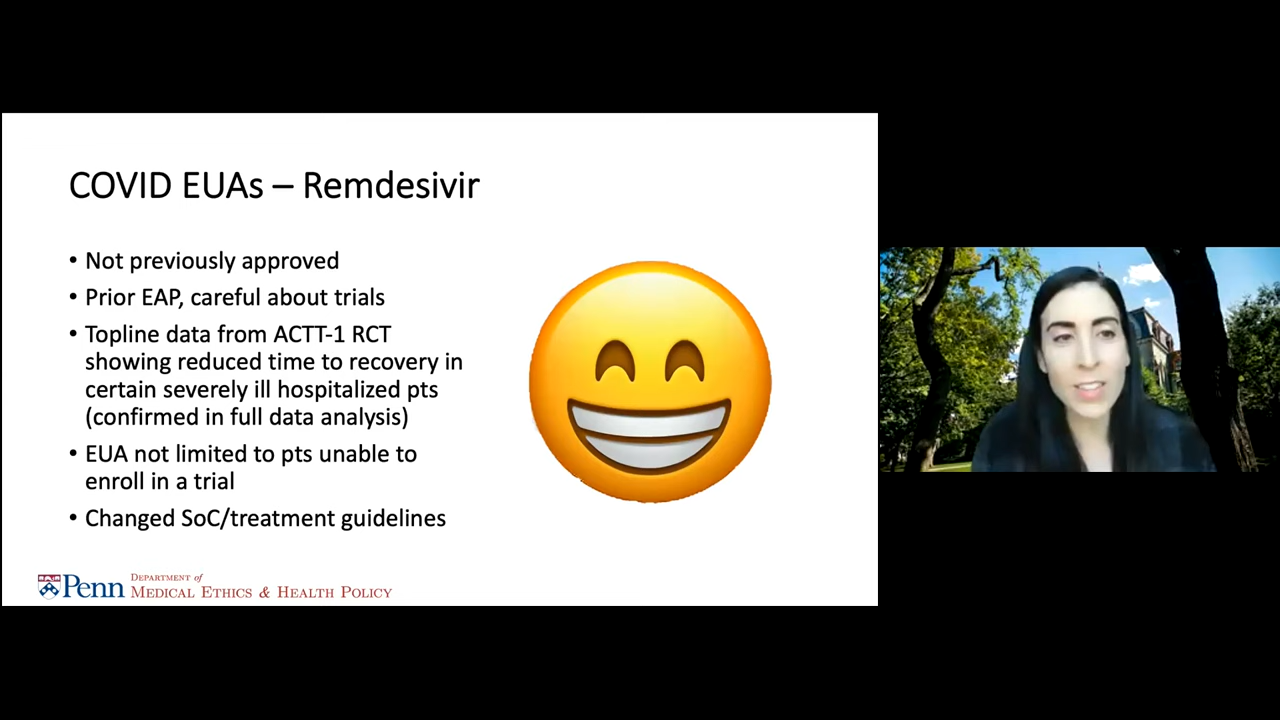 COVID EUAs – Remdesivir
• Not previously approved
• Prior EAP, careful about trials
• Topline data from ACTT-1 RCT
showing reduced time to recovery in
certain severely ill hospitalized pts
(confirmed in full data analysis)
• EUA not limited to pts unable to
enroll in a trial
• Changed SoC/treatment guidelines
Penn DEPARTMENT of
MEDICAL ETHICS & HEALTH POLICY